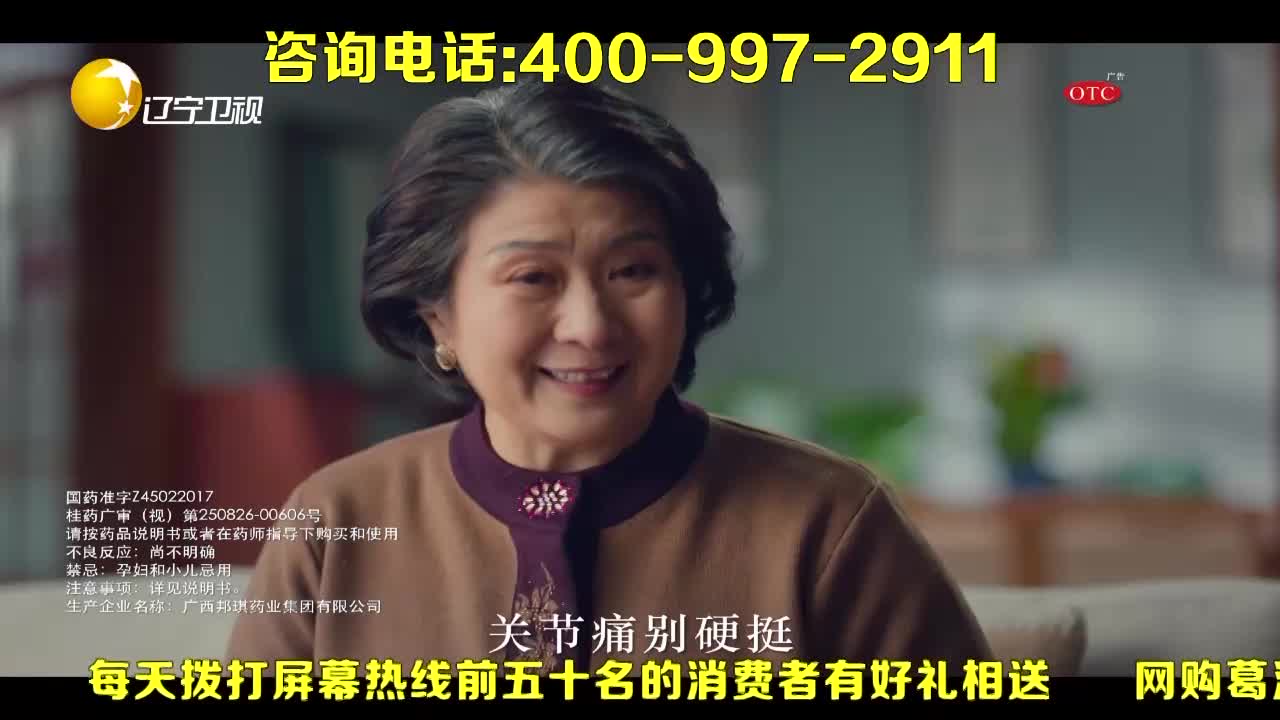 咨询电话:400-997-2911
广告
OTC
辽宁卫视
国药准字Z45022017
桂药广审（视）第250826-00606号
请按药品说明书或者在药师指导下购买和使用
不良反应：尚不明确
禁忌：孕妇和小儿忌用
注意事项：详见说明书。
生产企业名称：广西邦琪药业集团有限公司
关节痛别硬挺
每天拨打屏幕热线前五十名的消费者有好礼相送 网购葛